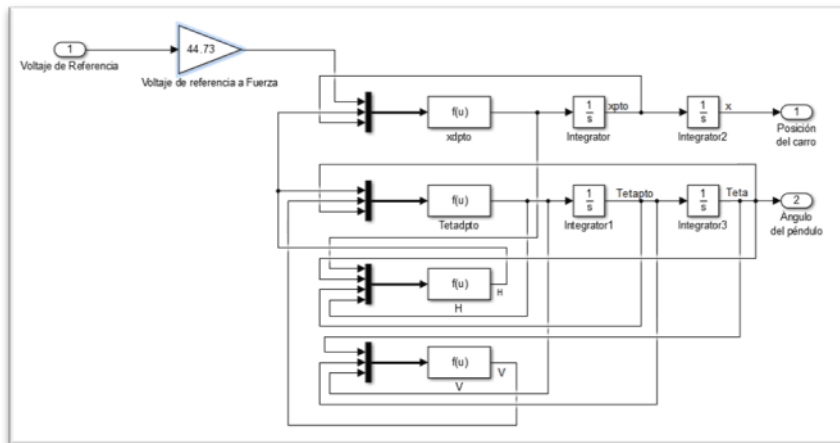 1
Voltaje de Referencia
44.73
Voltaje de referencia a Fuerza
f(u)
xdpto
1
s
Integrator
xpto
1
s
Integrator2
x
1
Posición
del carro
f(u)
Tetadpto
1
s
Integrator1
Tetapto
1
s
Integrator3
Teta
2
Angulo
del péndulo
f(u)
H
H
f(u)
V
V